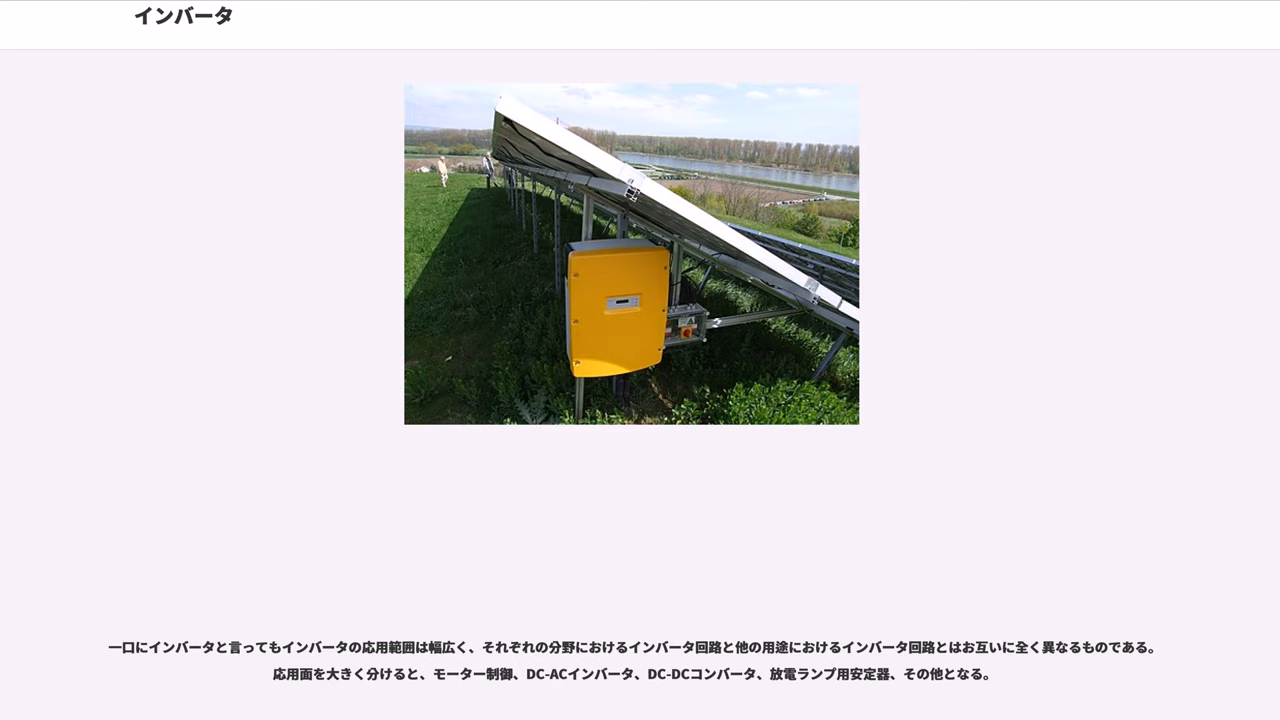 インバータ
一口にインバータと言ってもインバータの応用範囲は幅広く、それぞれの分野におけるインバータ回路と他の用途におけるインバータ回路とはお互いに全く異なるものである。
応用面を大きく分けると、モーター制御、DC-ACインバータ、DC-DCコンバータ、放電ランプ用安定器、その他となる。